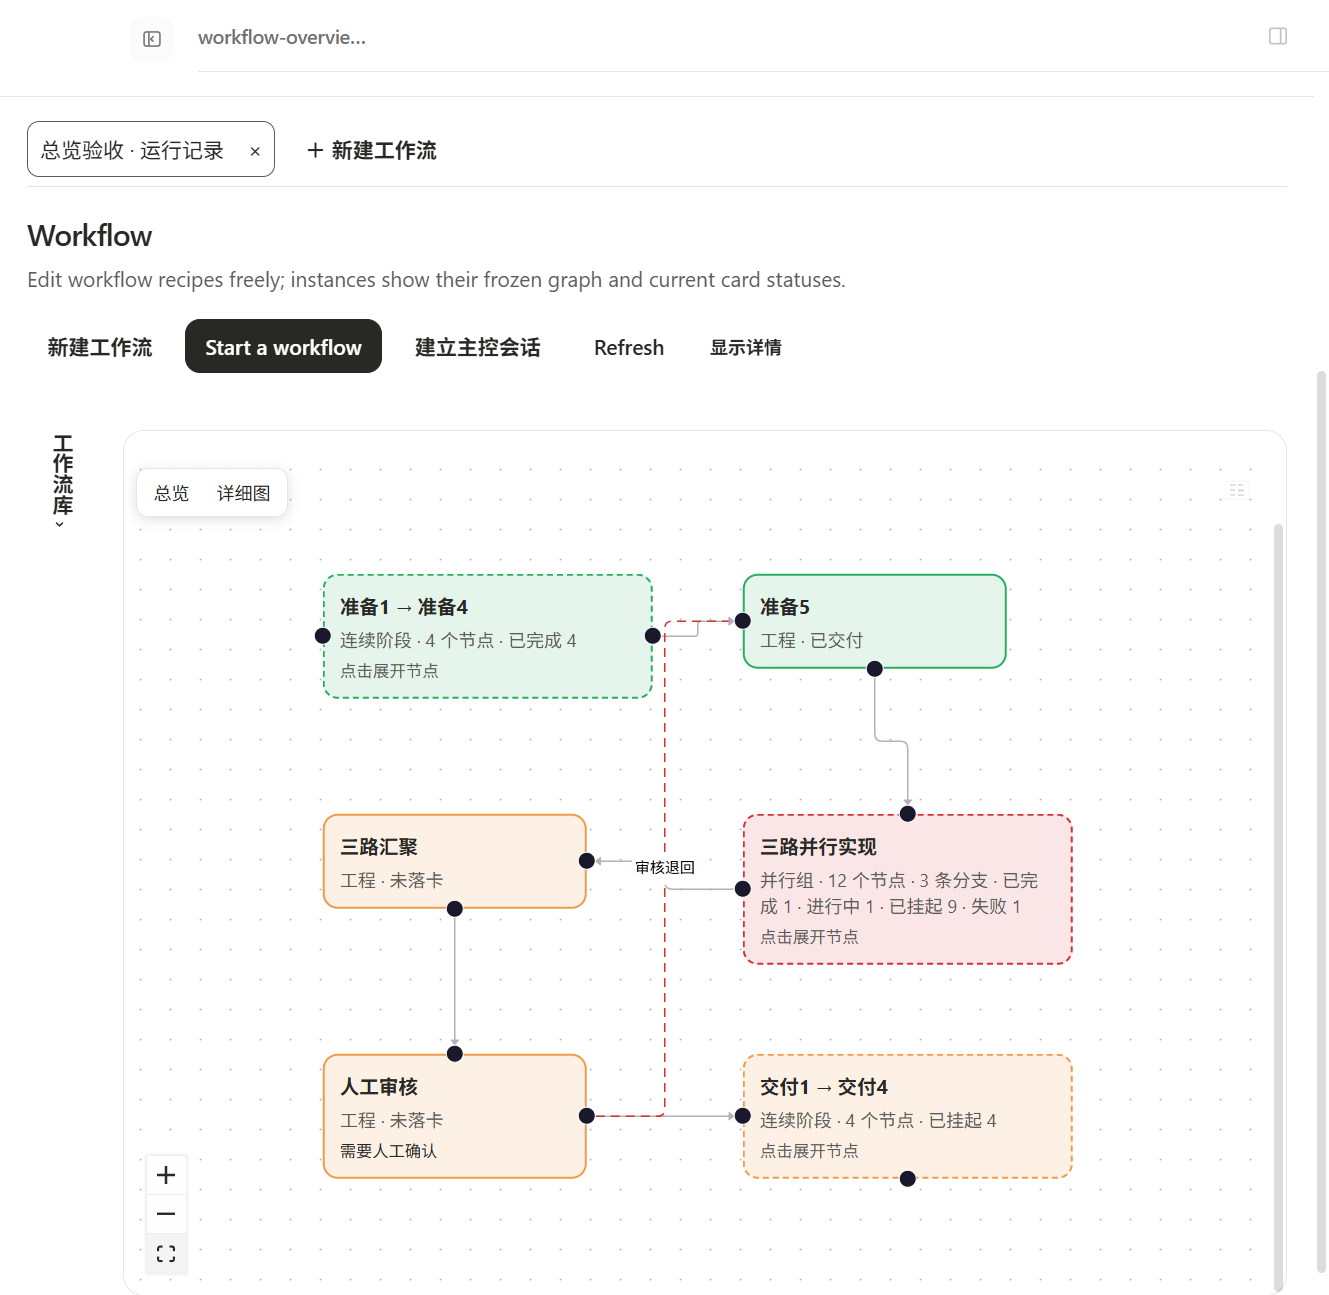 workflow-overvie...
总览验收 · 运行记录 ×
+ 新建工作流
Workflow
Edit workflow recipes freely; instances show their frozen graph and current card statuses.
新建工作流
Start a workflow
建立主控会话
Refresh
显示详情
工作流库
总览
详细图
准备1 → 准备4
连续阶段 · 4 个节点 · 已完成 4
点击展开节点
准备5
工程 · 已交付
三路汇聚
工程 · 未落卡
审核退回
三路并行实现
并行组 · 12 个节点 · 3 条分支 · 已完
成 1 · 进行中 1 · 已挂起 9 · 失败 1
点击展开节点
人工审核
工程 · 未落卡
需要人工确认
交付1 → 交付4
连续阶段 · 4 个节点 · 已挂起 4
点击展开节点